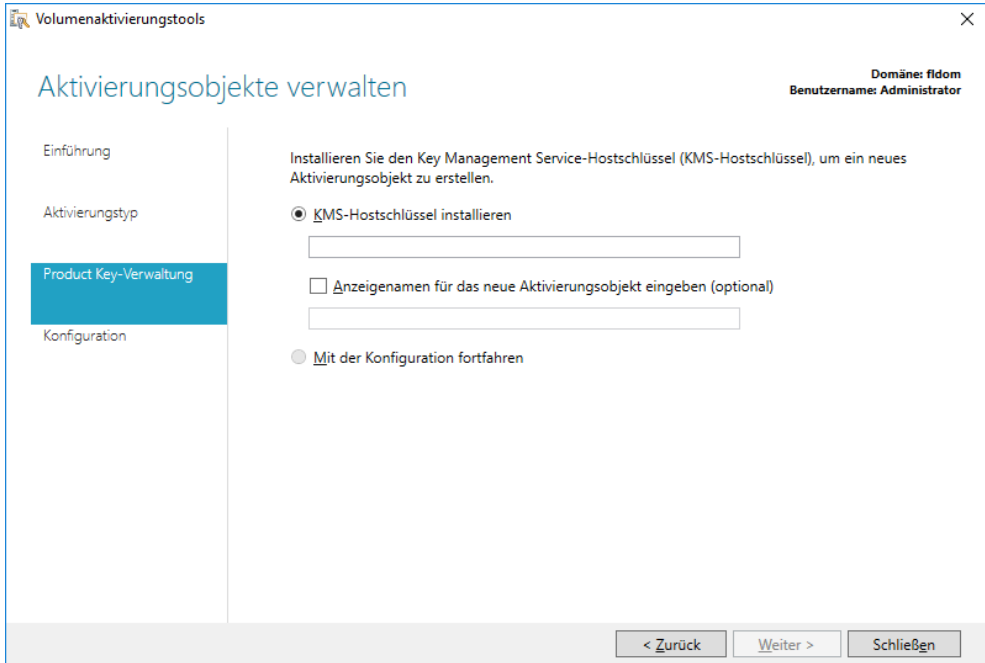 Volumenaktivierungstools
Aktivierungsobjekte verwalten
Domäne: fldom
Benutzername: Administrator
Einführung
Aktivierungstyp
Product Key-Verwaltung
Konfiguration
Installieren Sie den Key Management Service-Hostschlüssel (KMS-Hostschlüssel), um ein neues
Aktivierungsobjekt zu erstellen.
KMS-Hostschlüssel installieren
Anzeigenamen für das neue Aktivierungsobjekt eingeben (optional)
Mit der Konfiguration fortfahren
< Zurück
Weiter >
Schließen